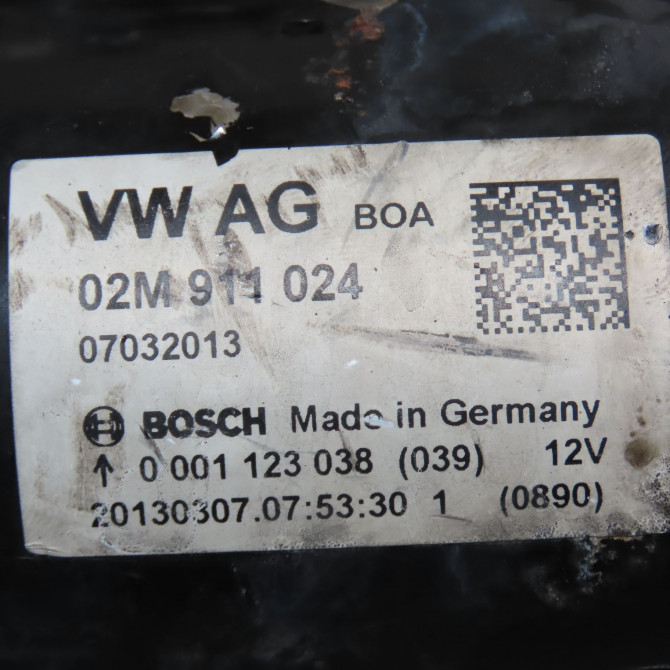 VW AG BOA
02M 911 024
07032013
BOSCH Made in Germany
↑ 0 001 123 038 (039) 12V
20130307.07:53:30 1 (0890)